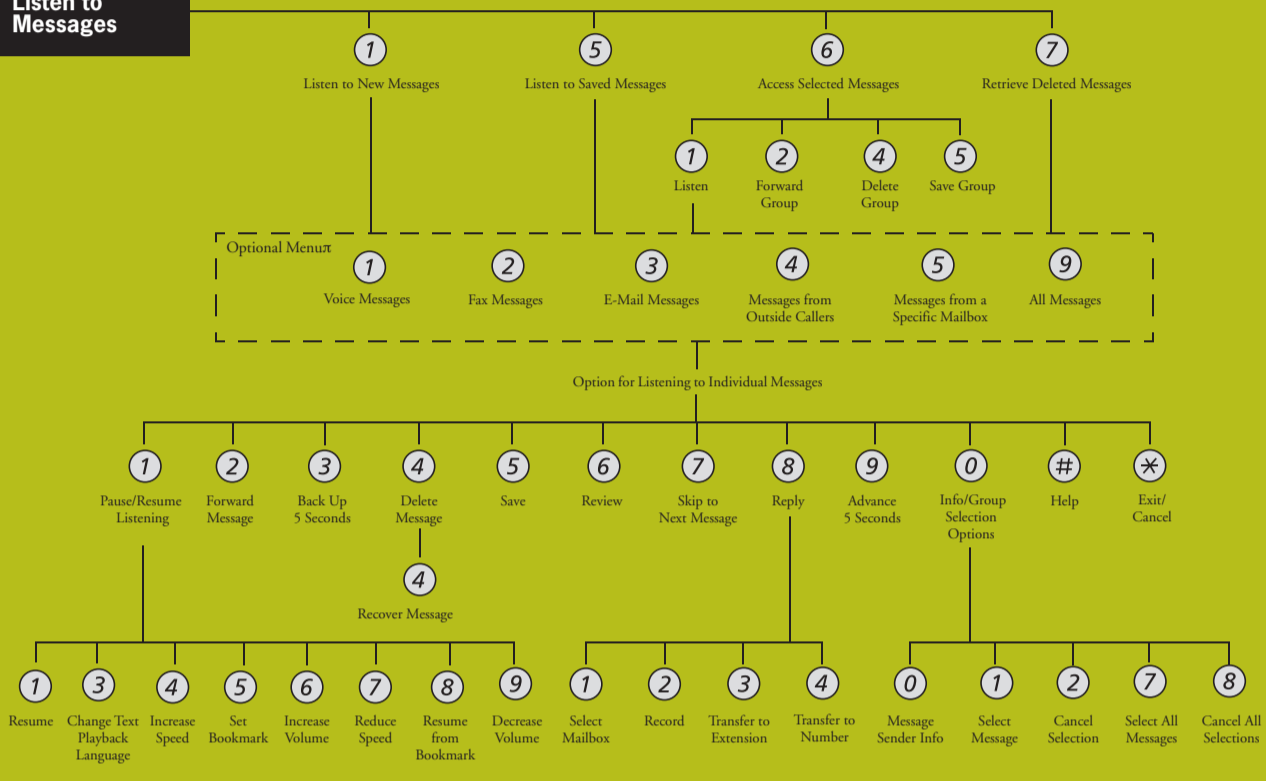 Listen to
Messages
1 5 6 7
Listen to New Messages Listen to Saved Messages Access Selected Messages Retrieve Deleted Messages
1 2 4 5
Listen Forward Delete Save Group
Group Group
Optional Menuπ
1 2 3 4 5 9
Voice Messages Fax Messages E-Mail Messages Messages from Messages from a All Messages
Outside Callers Specific Mailbox
Option for Listening to Individual Messages
1 2 3 4 5 6 7 8 9 0 # *
Pause/Resume Forward Back Up Delete Save Review Skip to Reply Advance Info/Group Help Exit/
Listening Message 5 Seconds Message Next Message 5 Seconds Selection Cancel
Options
4
Recover Message
1 3 4 5 6 7 8 9 1 2 3 4 0 1 2 7 8
Resume Change Text Increase Set Increase Reduce Resume Decrease Select Record Transfer to Transfer to Message Select Cancel Select All Cancel All
Playback Speed Bookmark Volume Speed from Volume Mailbox Extension Number Sender Info Message Selection Messages Selections
Language Bookmark